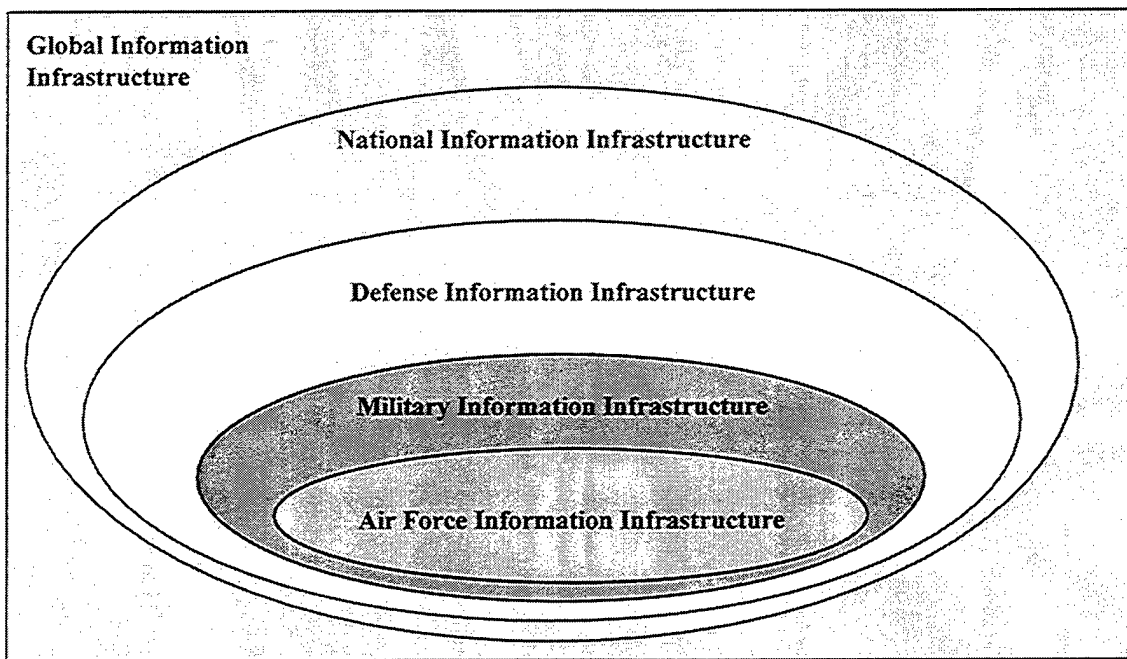 Global Information
Infrastructure
National Information Infrastructure
Defense Information Infrastructure
Military Information Infrastructure
Air Force Information Infrastructure